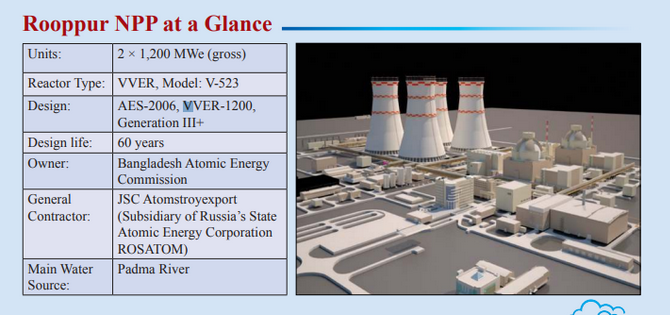 Rooppur NPP at a Glance
Units: 2 × 1,200 MWe (gross)
Reactor Type: VVER, Model: V-523
Design: AES-2006, VVER-1200,
Generation III+
Design life: 60 years
Owner: Bangladesh Atomic Energy
Commission
General JSC Atomstroyexport
Contractor: (Subsidiary of Russia’s State
Atomic Energy Corporation
ROSATOM)
Main Water Padma River
Source: